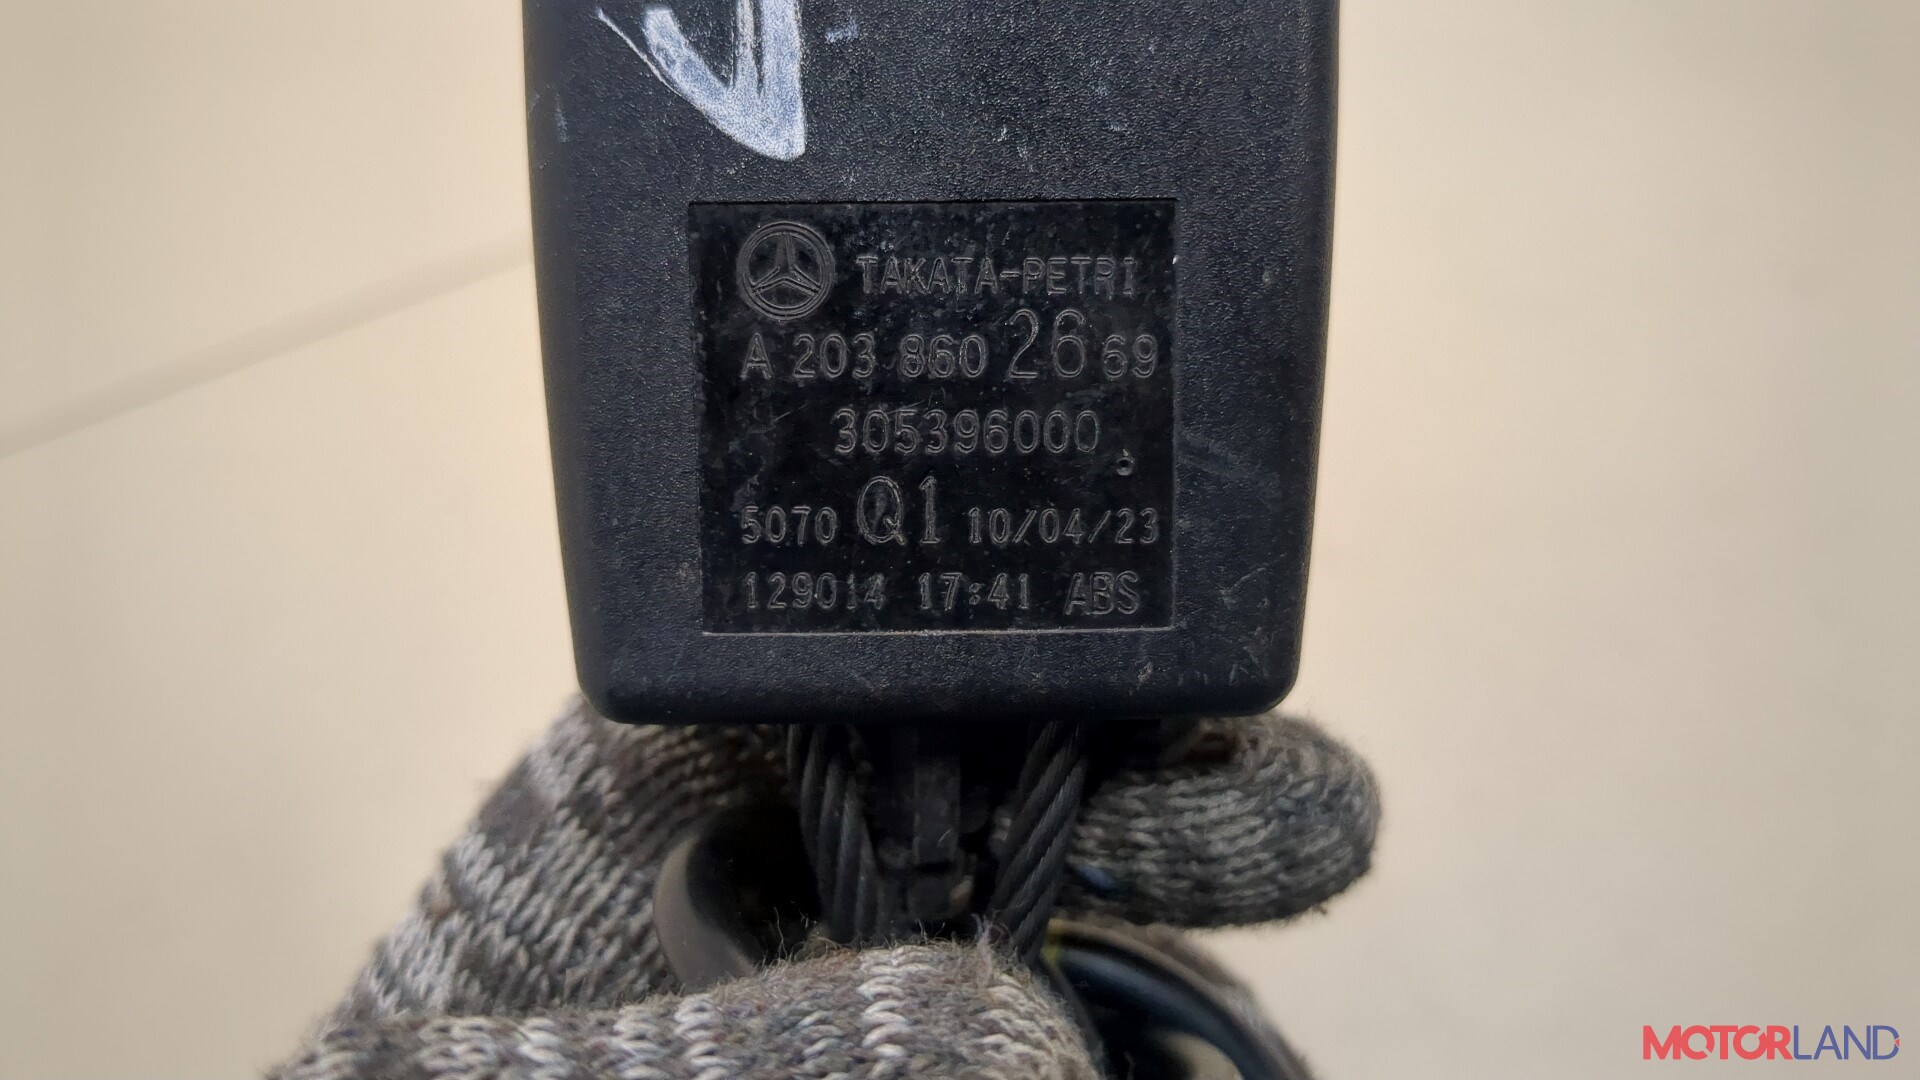 TAKATA-PETRI
A 203 860 26 69
305396000
5070 Q1 10/04/23
129014 17:41 ABS
MOTORLAND